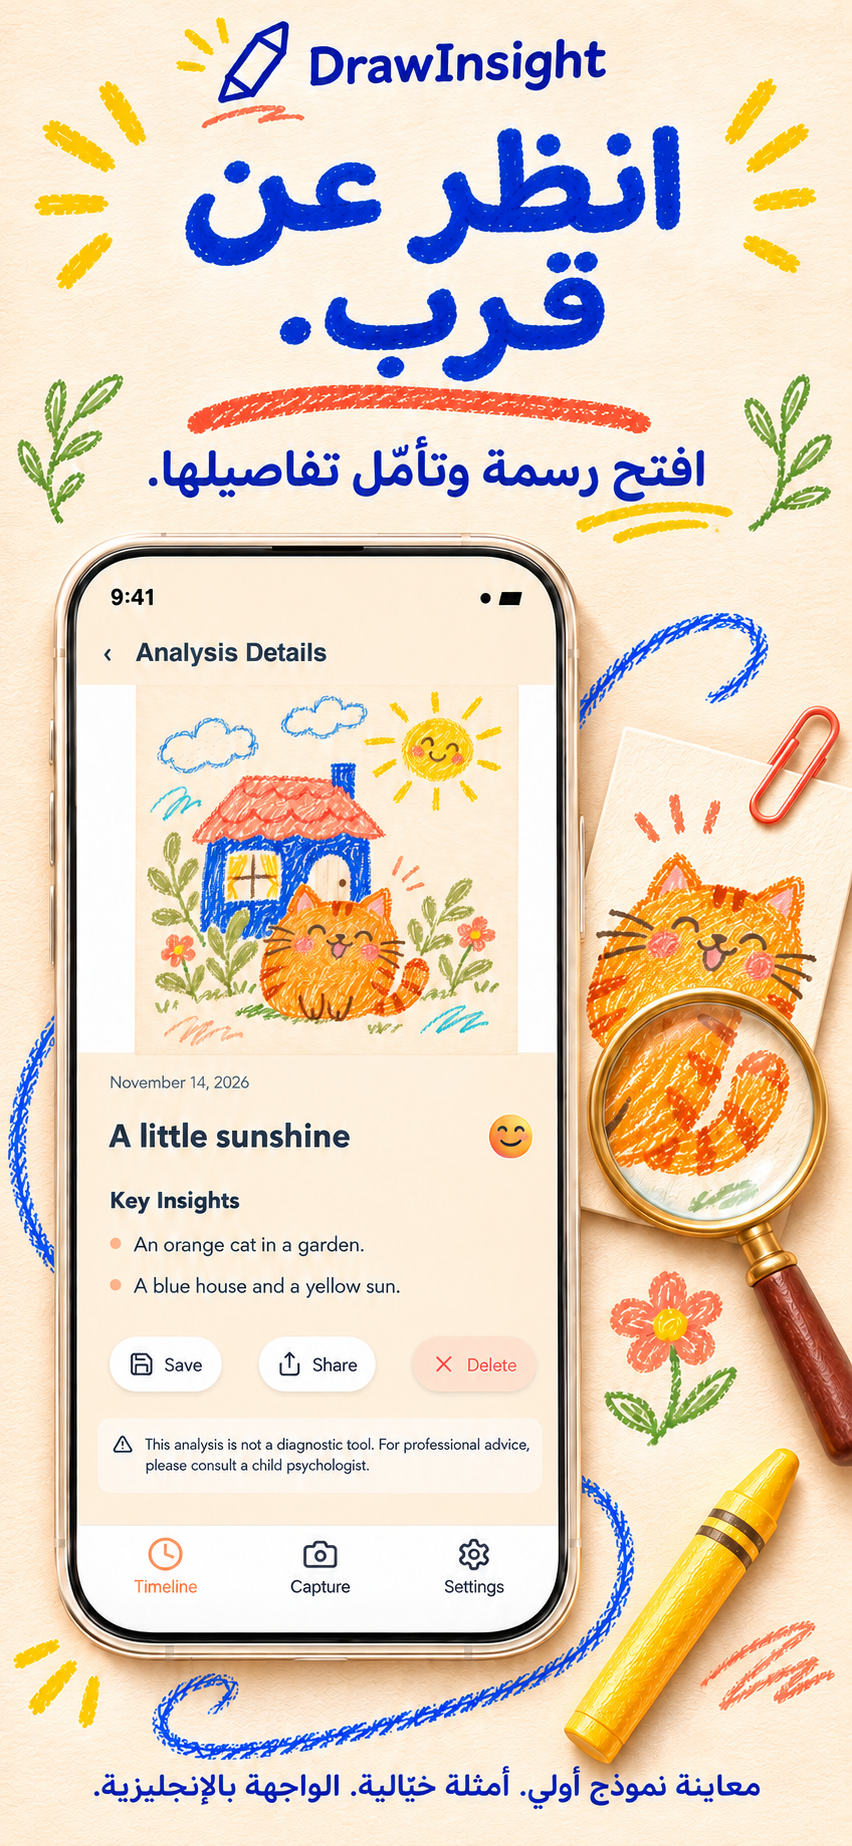 DrawInsight
انظر عن
قرب.
افتح رسمة وتأمّل تفاصيلها.
9:41
Analysis Details
November 14, 2026
A little sunshine
Key Insights
An orange cat in a garden.
A blue house and a yellow sun.
Save
Share
Delete
This analysis is not a diagnostic tool. For professional advice,
please consult a child psychologist.
Timeline
Capture
Settings
معاينة نموذج أولي. أمثلة خيّالية. الواجهة بالإنجليزية.